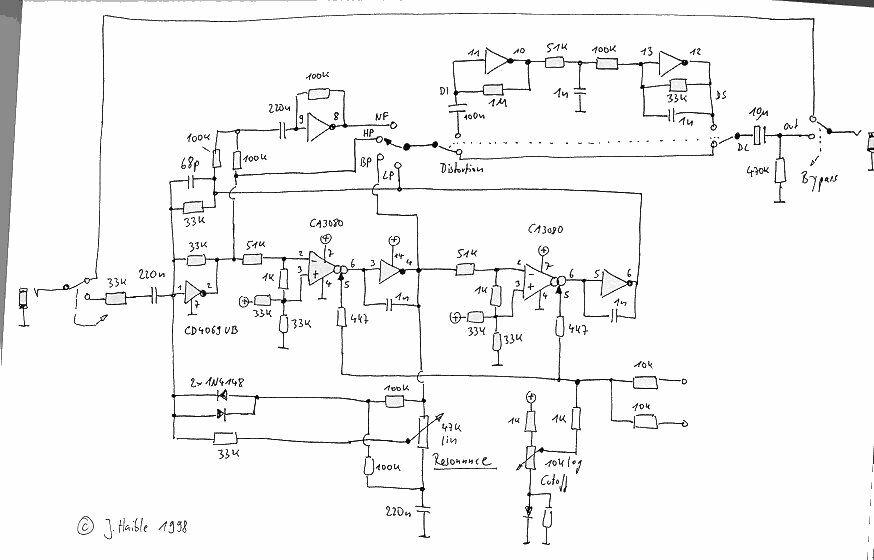 11
10
51k
100k
13
12
D1
1M
1n
33k
1n
DS
100n
100k
220n
9
8
NF
HP
BP
LP
Distortion
DL
10µ
out
470k
Bypass
100k
100k
68p
33k
CA3080
CA3080
33k
51k
2
3
7
4
5
6
3
14
4
51k
2
3
7
4
5
6
5
6
1k
33k
33k
1n
1k
33k
33k
1n
4k7
4k7
33k
220n
1
2
7
CD4069UB
2x 1N4148
100k
47k
lin
Resonance
33k
100k
220n
1k
1k
10k log
Cutoff
10k
10k
© J. Haible 1998